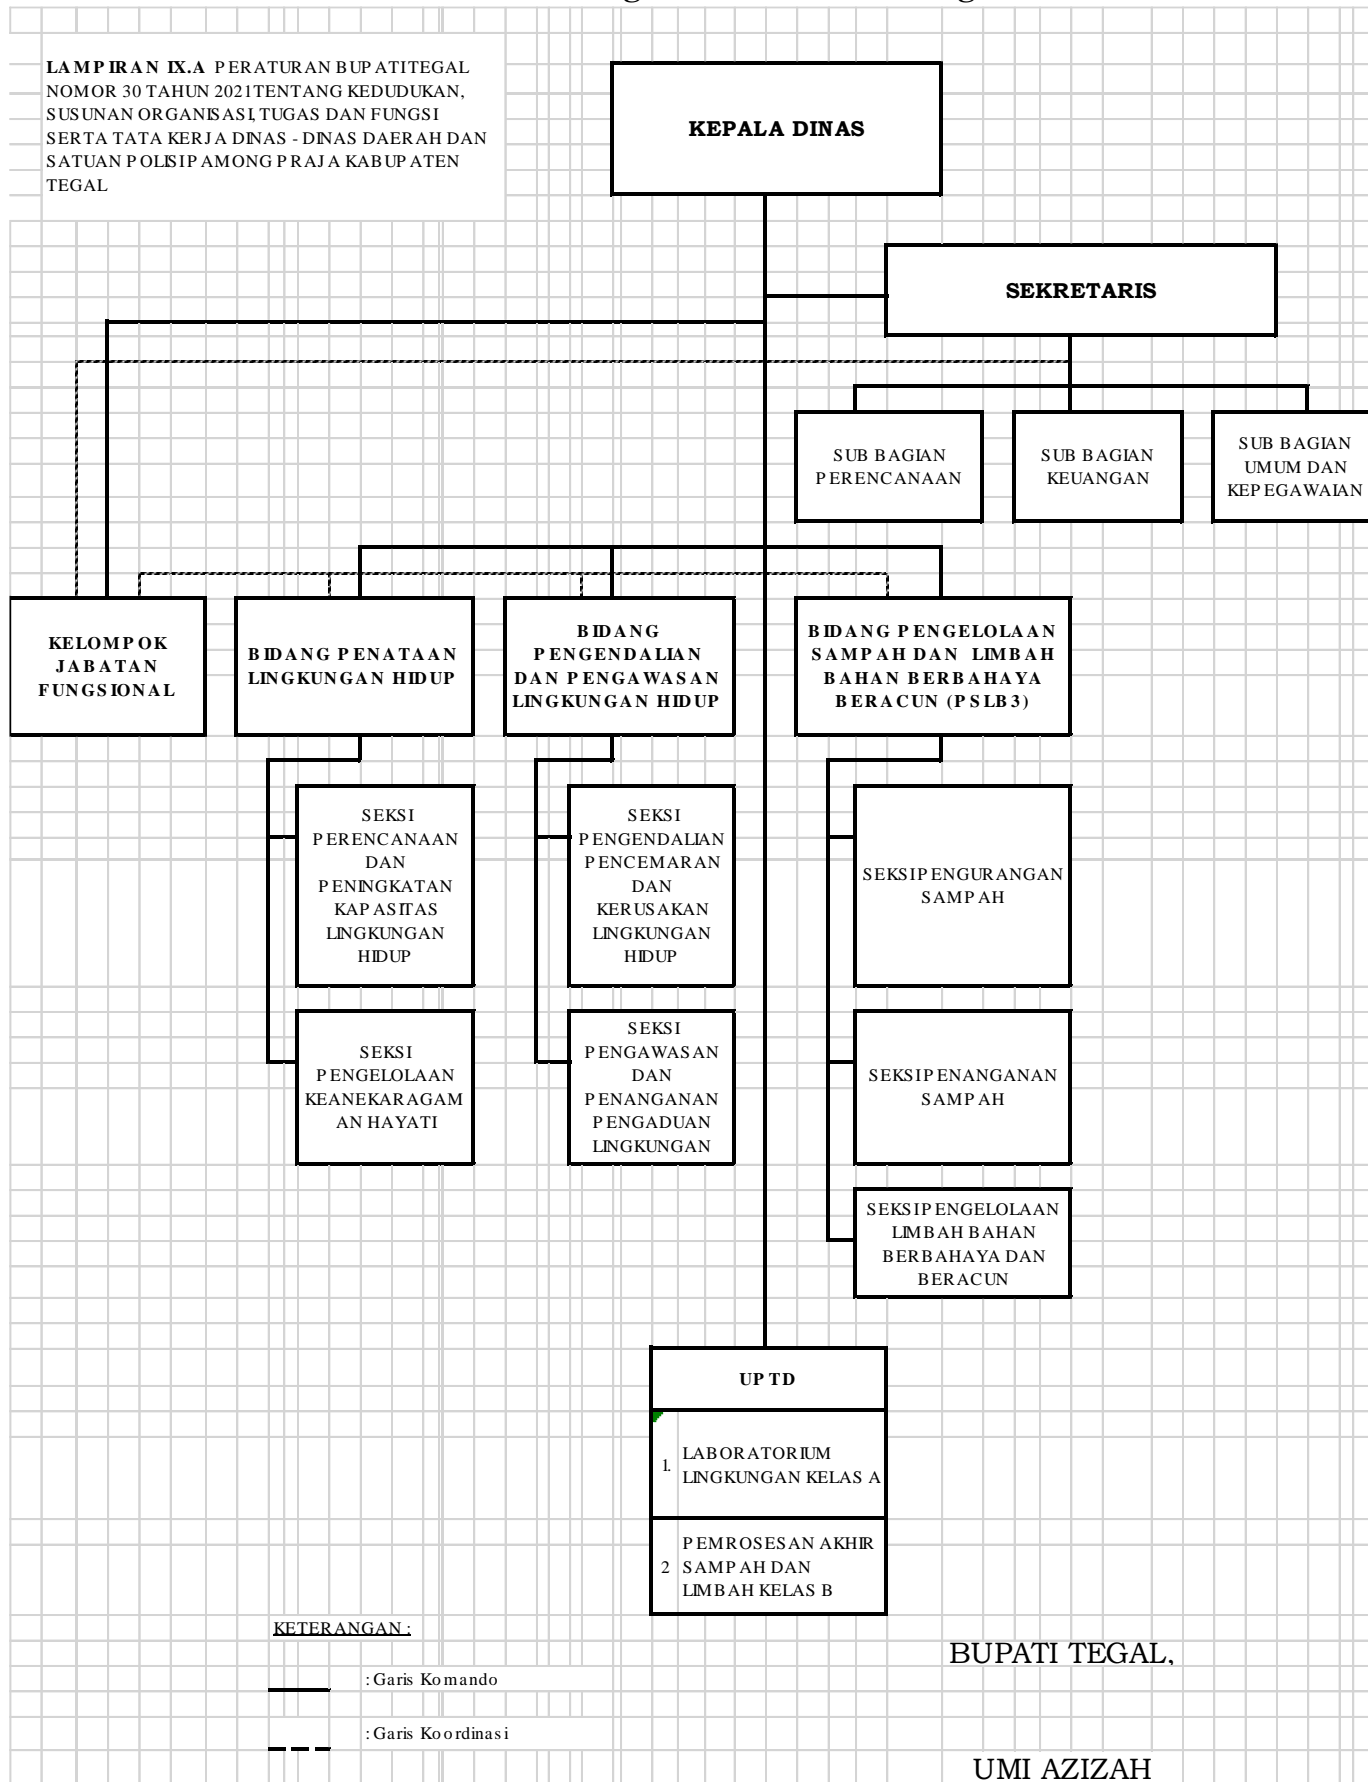 LAMPIRAN IX.A PERATURAN BUPATI TEGAL
NOMOR 30 TAHUN 2021 TENTANG KEDUDUKAN,
SUSUNAN ORGANISASI, TUGAS DAN FUNGSI
SERTA TATA KERJA DINAS - DINAS DAERAH DAN
SATUAN POLISI PAMONG PRAJA KABUPATEN
TEGAL
KEPALA DINAS
SEKRETARIS
SUB BAGIAN
PERENCANAAN
SUB BAGIAN
KEUANGAN
SUB BAGIAN
UMUM DAN
KEPEGAWAIAN
KELOMPOK
JABATAN
FUNGSIONAL
BIDANG PENATAAN
LINGKUNGAN HIDUP
BIDANG
PENGENDALIAN
DAN PENGAWASAN
LINGKUNGAN HIDUP
BIDANG PENGELOLAAN
SAMPAH DAN LIMBAH
BAHAN BERBAHAYA
BERACUN (PSLB3)
SEKSI
PERENCANAAN
DAN
PENINGKATAN
KAPASITAS
LINGKUNGAN
HIDUP
SEKSI
PENGENDALIAN
PENCEMARAN
DAN
KERUSAKAN
LINGKUNGAN
HIDUP
SEKSI PENGURANGAN
SAMPAH
SEKSI
PENGELOLAAN
KEANEKARAGAM
AN HAYATI
SEKSI
PENGAWASAN
DAN
PENANGANAN
PENGADUAN
LINGKUNGAN
SEKSI PENANGANAN
SAMPAH
SEKSI PENGELOLAAN
LIMBAH BAHAN
BERBAHAYA DAN
BERACUN
UPTD
1. LABORATORIUM
LINGKUNGAN KELAS A
2 PEMROSESAN AKHIR
SAMPAH DAN
LIMBAH KELAS B
KETERANGAN :
: Garis Komando
: Garis Koordinasi
BUPATI TEGAL,
UMI AZIZAH